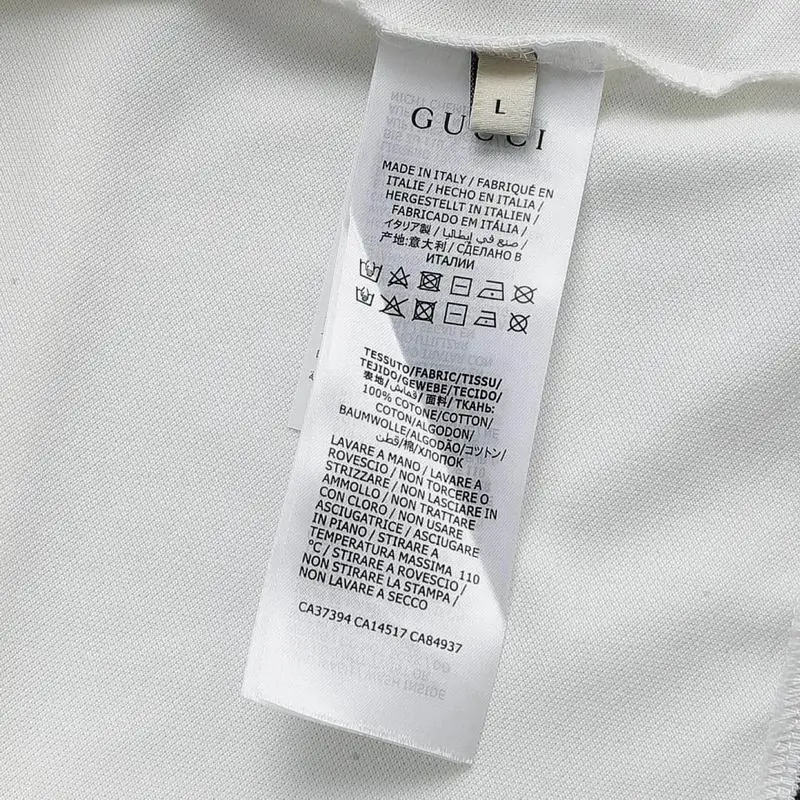 L
GUCCI
MADE IN ITALY / FABRIQUÉ EN
ITALIE / HECHO EN ITALIA /
HERGESTELLT IN ITALIEN /
FABRICADO EM ITÁLIA /
イタリア製 / صنع في إيطاليا /
产地:意大利 / СДЕЛАНО В
ИТАЛИИ
TESSUTO/FABRIC/TISSU/
TEJIDO/GEWEBE/TECIDO/
表地/قماش/面料/ТКАНЬ:
100% COTONE/COTTON/
COTON/ALGODON/
BAUMWOLLE/ALGODÃO/コットン/
قطن/棉/ХЛОПОК
LAVARE A MANO / LAVARE A
ROVESCIO / NON TORCERE O
STRIZZARE / NON LASCIARE IN
AMMOLLO / NON TRATTARE
CON CLORO / NON USARE
ASCIUGATRICE / ASCIUGARE
IN PIANO / STIRARE A
TEMPERATURA MASSIMA 110
°C / STIRARE A ROVESCIO /
NON STIRARE LA STAMPA /
NON LAVARE A SECCO
CA37394 CA14517 CA84937